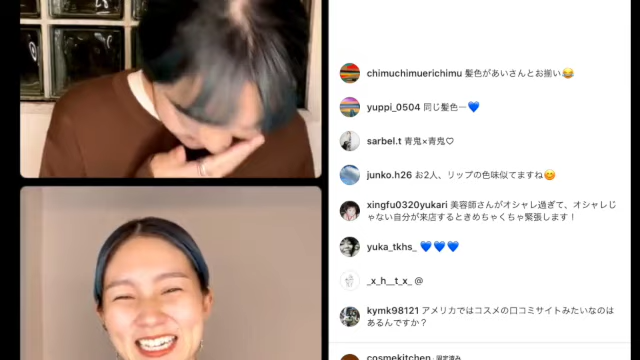 chimuchimuerichimu 髪色があいさんとお揃い😂
yuppi_0504 同じ髪色ー💙
sarbel.t 青鬼×青鬼♡
junko.h26 お2人、リップの色味似てますね😊
xingfu0320yukari 美容師さんがオシャレ過ぎて、オシャレじ
ゃない自分が来店するときめちゃくちゃ緊張します！
yuka_tkhs_ 💙💙💙
_x_h__t_x_ @
kymk98121 アメリカではコスメの口コミサイトみたいなのは
あるんですか？
cosmekitchen 固定済み